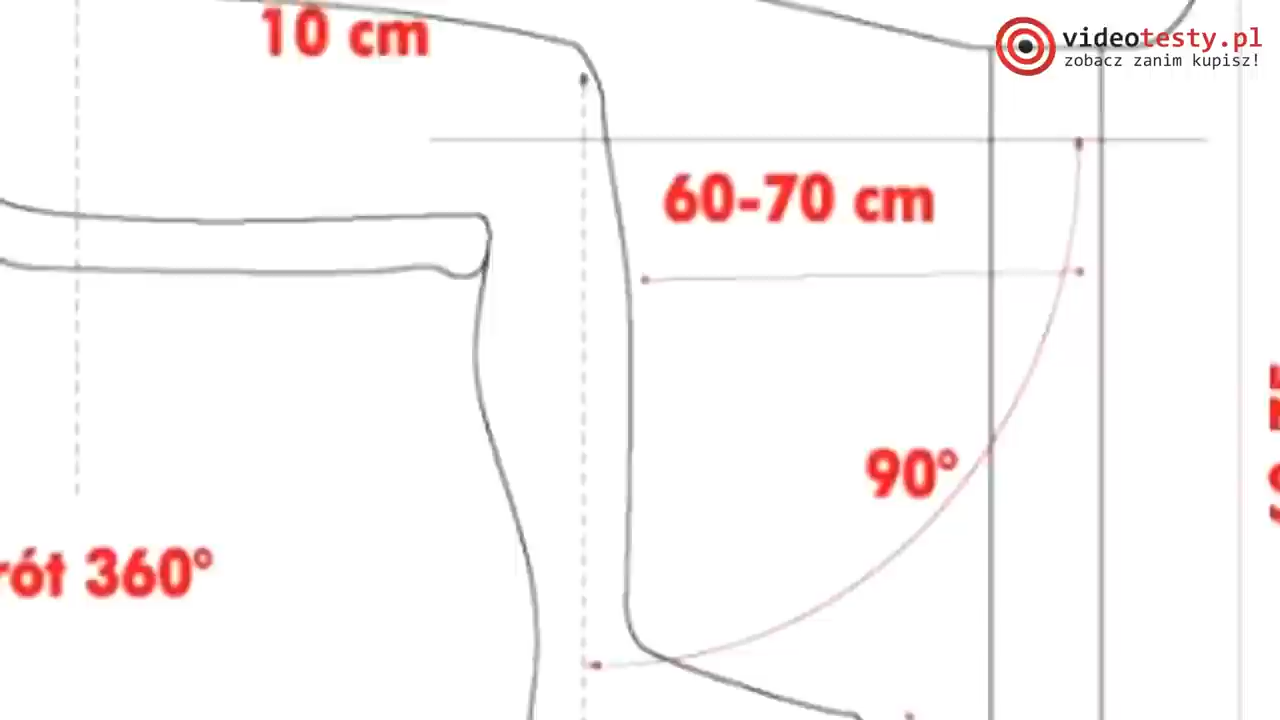 10 cm
videotesty.pl
zobacz zanim kupisz!
60-70 cm
90°
rót 360°